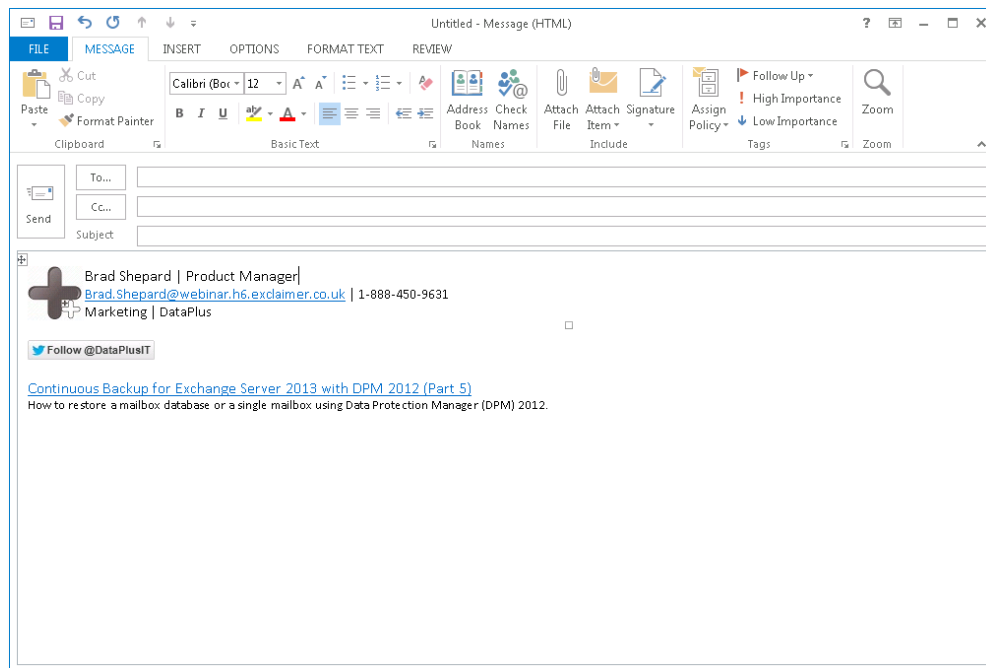 Untitled - Message (HTML)
FILE MESSAGE INSERT OPTIONS FORMAT TEXT REVIEW
Paste
Cut
Copy
Format Painter
Clipboard
Calibri (Boc 12
B I U
Basic Text
Address Book
Check Names
Names
Attach File
Attach Item
Signature
Include
Assign Policy
Follow Up
High Importance
Low Importance
Tags
Zoom
Zoom
Send
To...
Cc...
Subject
Brad Shepard | Product Manager
Brad.Shepard@webinar.h6.exclaimer.co.uk | 1-888-450-9631
Marketing | DataPlus
Follow @DataPlusIT
Continuous Backup for Exchange Server 2013 with DPM 2012 (Part 5)
How to restore a mailbox database or a single mailbox using Data Protection Manager (DPM) 2012.